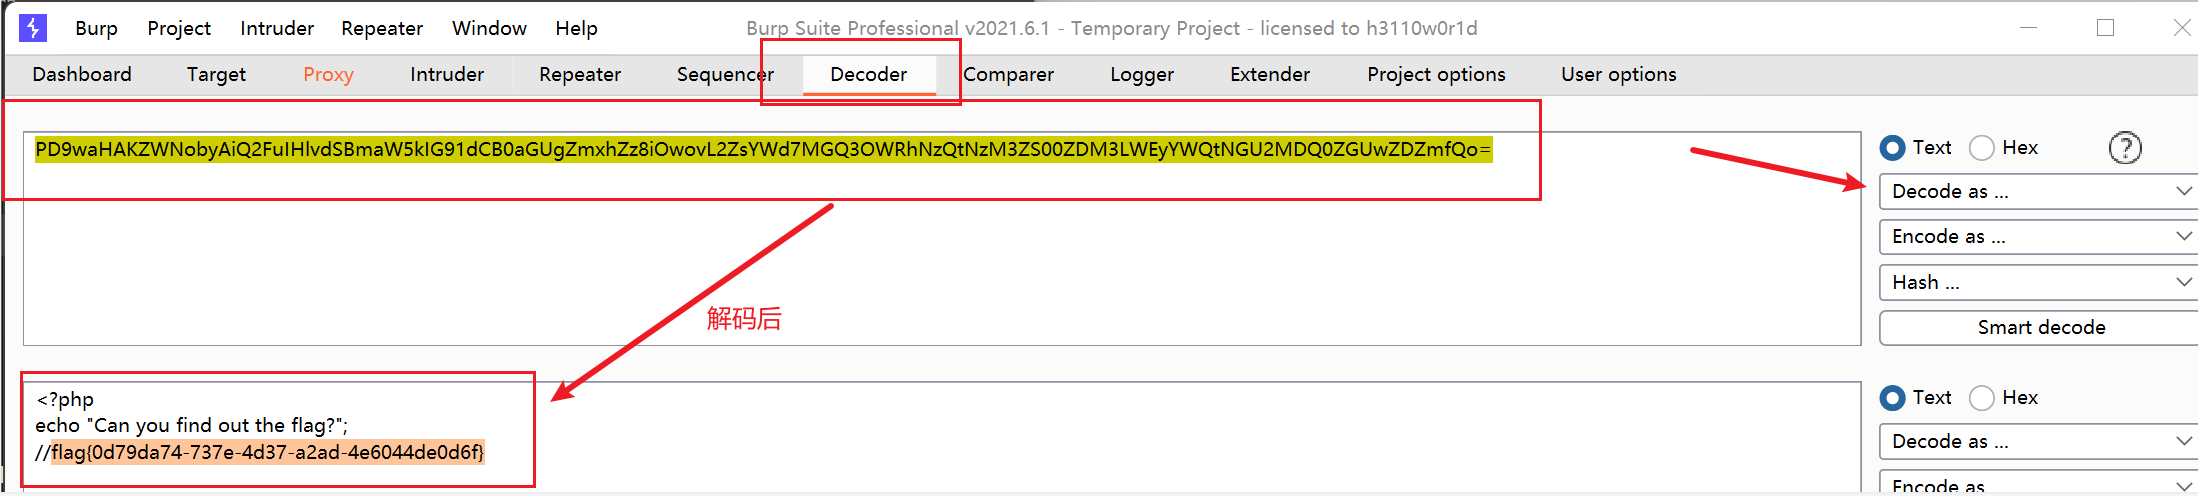 Burp Project Intruder Repeater Window Help Burp Suite Professional v2021.6.1 - Temporary Project - licensed to h3110w0r1d
Dashboard Target Proxy Intruder Repeater Sequencer Decoder Comparer Logger Extender Project options User options
PD9waHAKZWNobyAiQ2FuIHlvdSBmaW5kIG91dCB0aGUgZmxhZz8iOwovL2ZsYWd7MGQ3OWRhNzQtNzM3ZS00ZDM3LWEyYWQtNGU2MDQ0ZGUwZDZmfQo=
Text Hex ?
Decode as ...
Encode as ...
Hash ...
Smart decode
解码后
<?php
echo "Can you find out the flag?";
//flag{0d79da74-737e-4d37-a2ad-4e6044de0d6f}
Text Hex
Decode as ...
Encode as